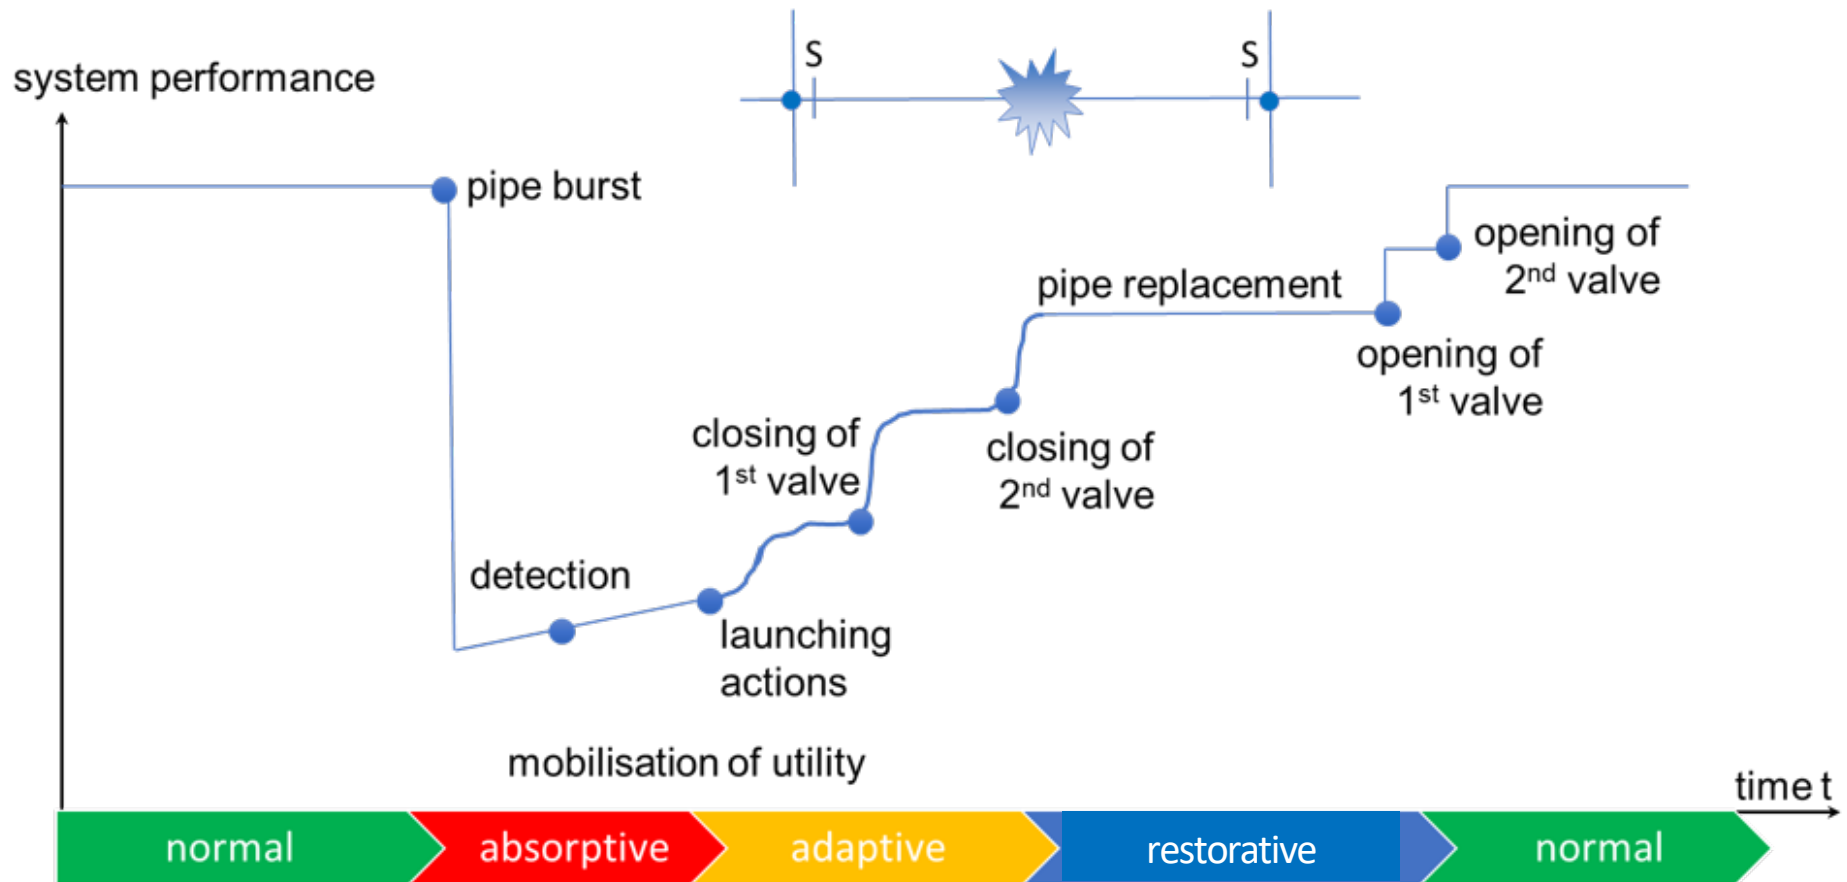 S
S
system performance
pipe burst
opening of
2nd valve
pipe replacement
opening of
1st valve
closing of
1st valve
closing of
2nd valve
detection
launching
actions
mobilisation of utility
time t
normal
absorptive
adaptive
restorative
normal